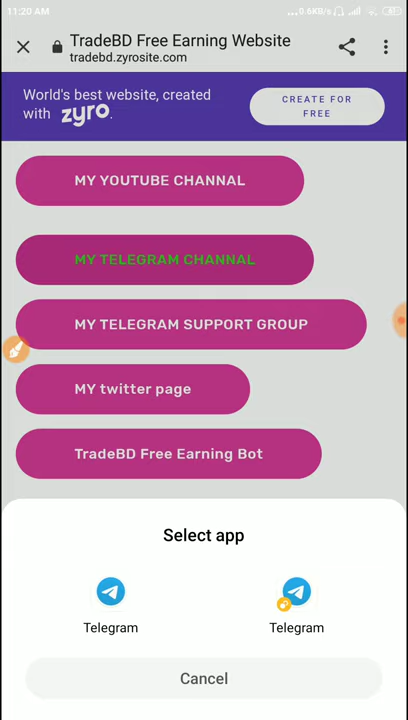 11:20 AM
...0.6KB/s
TradeBD Free Earning Website
tradebd.zyrosite.com
World's best website, created
with zyro.
CREATE FOR
FREE
MY YOUTUBE CHANNAL
MY TELEGRAM CHANNAL
MY TELEGRAM SUPPORT GROUP
MY twitter page
TradeBD Free Earning Bot
Select app
Telegram
Telegram
Cancel